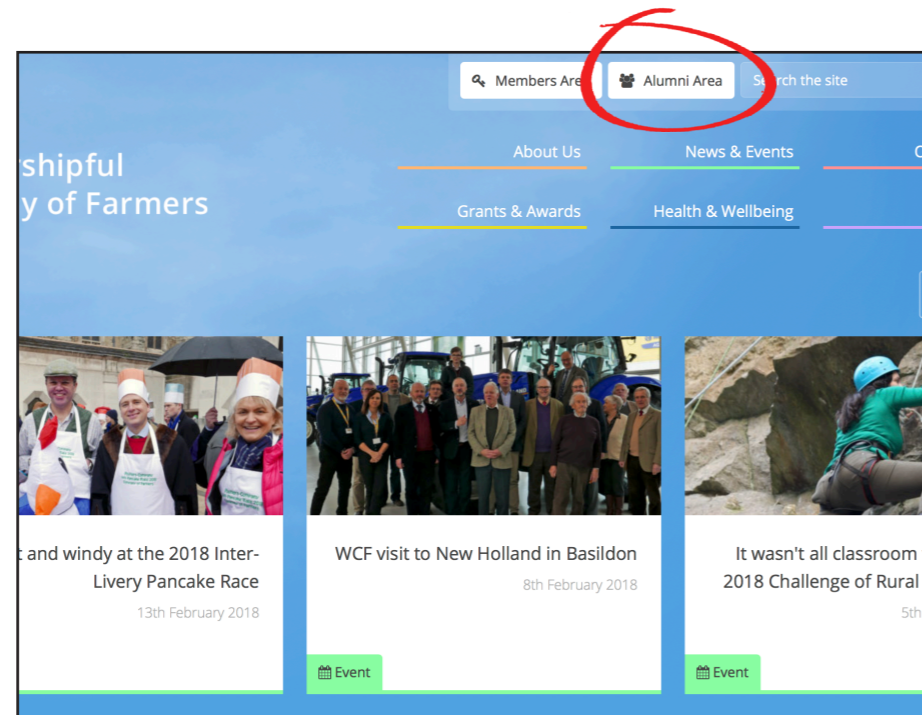 Members Are
Alumni Area
Search the site
shipful
y of Farmers
About Us
News & Events
Grants & Awards
Health & Wellbeing
t and windy at the 2018 Inter-
Livery Pancake Race
13th February 2018
WCF visit to New Holland in Basildon
8th February 2018
Event
It wasn't all classroom
2018 Challenge of Rural
5th
Event